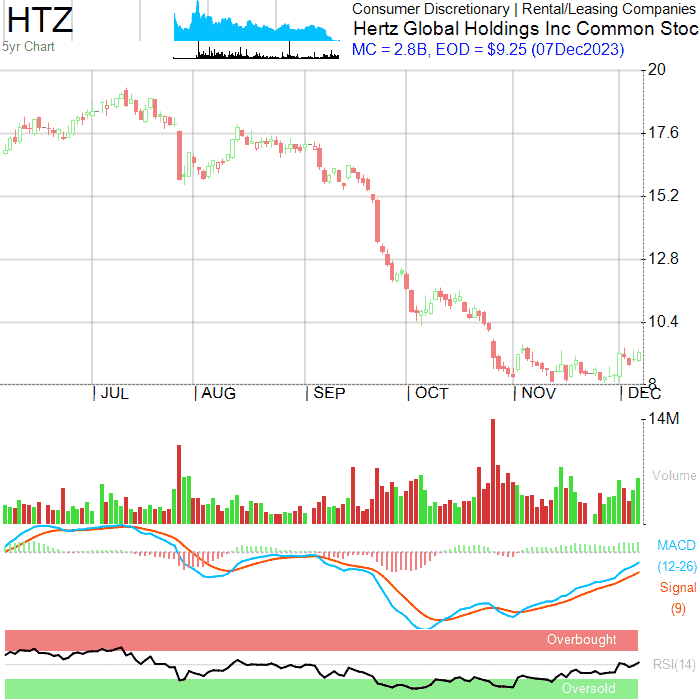 HTZ
5yr Chart
Consumer Discretionary | Rental/Leasing Companies
Hertz Global Holdings Inc Common Stoc
MC = 2.8B, EOD = $9.25 (07Dec2023)
20
17.6
15.2
12.8
10.4
8
JUL AUG SEP OCT NOV DEC
14M
Volume
MACD
(12-26)
Signal
(9)
Overbought
RSI(14)
Oversold